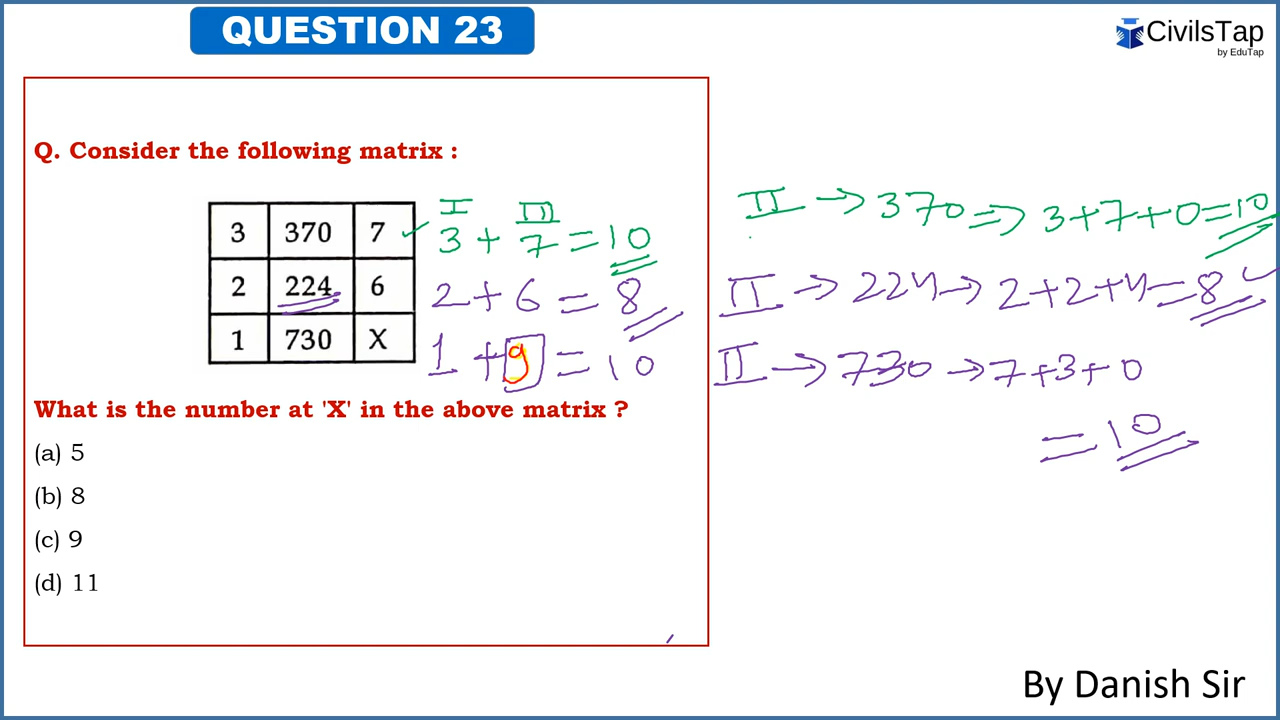 QUESTION 23
CivilsTap
by EduTap
Q. Consider the following matrix :
3 370 7
2 224 6
1 730 X
I III
3 + 7 = 10
2 + 6 = 8
1 + 9 = 10
II → 370 ⇒ 3+7+0=10
II → 224 → 2+2+4=8
II → 730 → 7+3+0
= 10
What is the number at 'X' in the above matrix ?
(a) 5
(b) 8
(c) 9
(d) 11
By Danish Sir